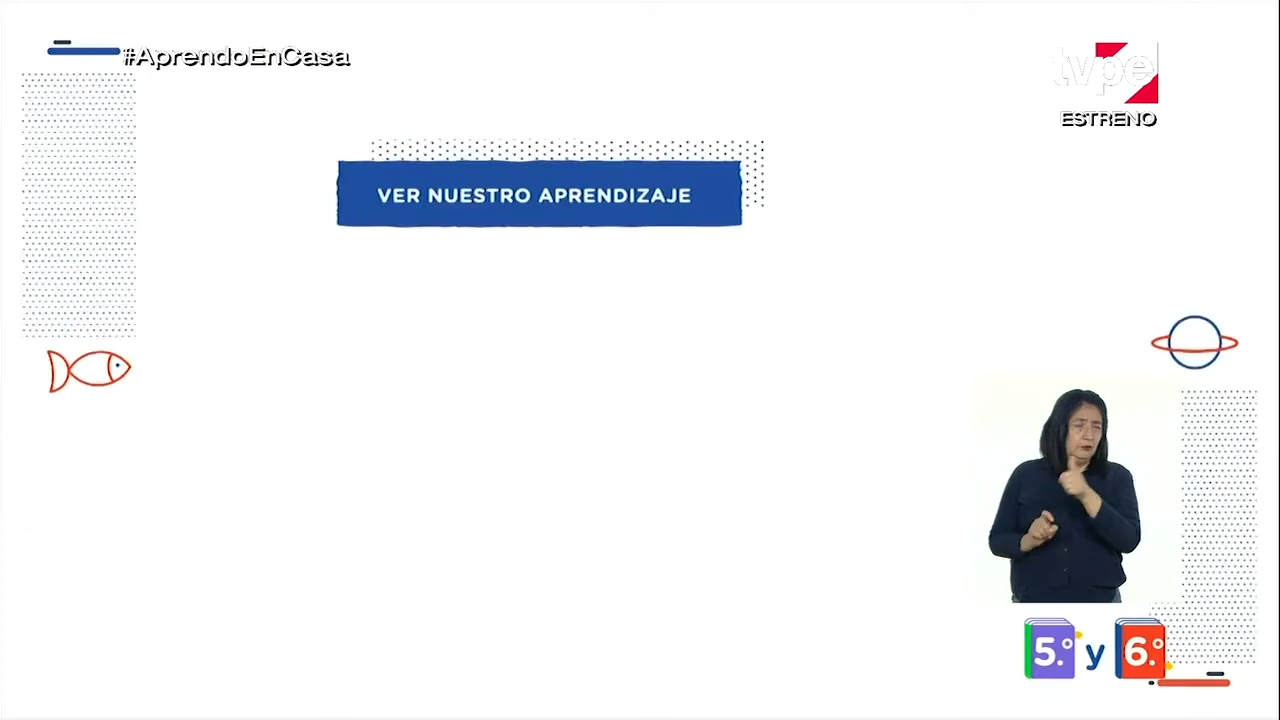 #AprendoEnCasa
tvpe
ESTRENO
VER NUESTRO APRENDIZAJE
5.° y 6.°